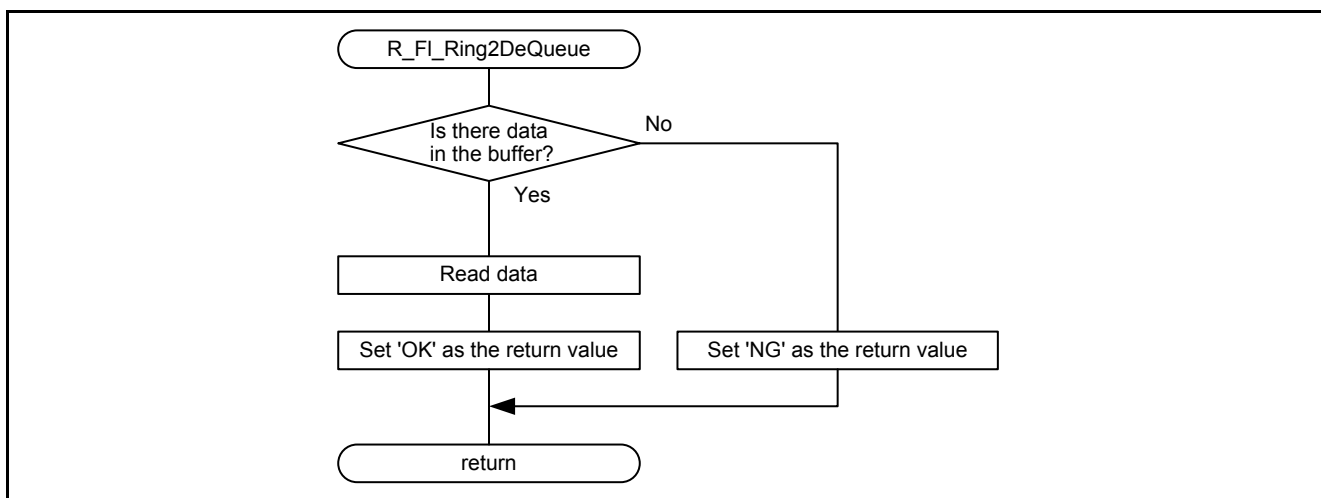 R_Fl_Ring2DeQueue
Is there data
in the buffer?
No
Yes
Read data
Set 'OK' as the return value
Set 'NG' as the return value
return